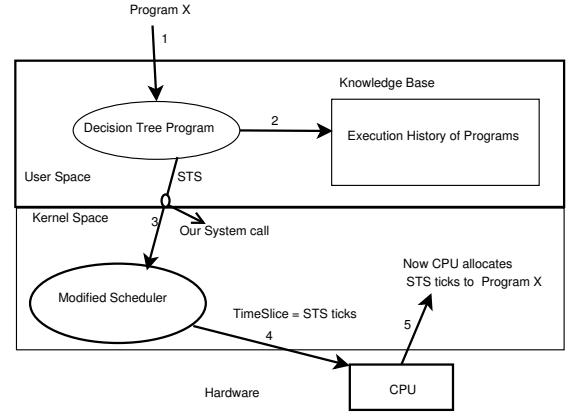 Program X
1
Knowledge Base
Decision Tree Program
2
Execution History of Programs
User Space
STS
Kernel Space
3
Our System call
Now CPU allocates
STS ticks to Program X
Modified Scheduler
TimeSlice = STS ticks
4
5
Hardware
CPU